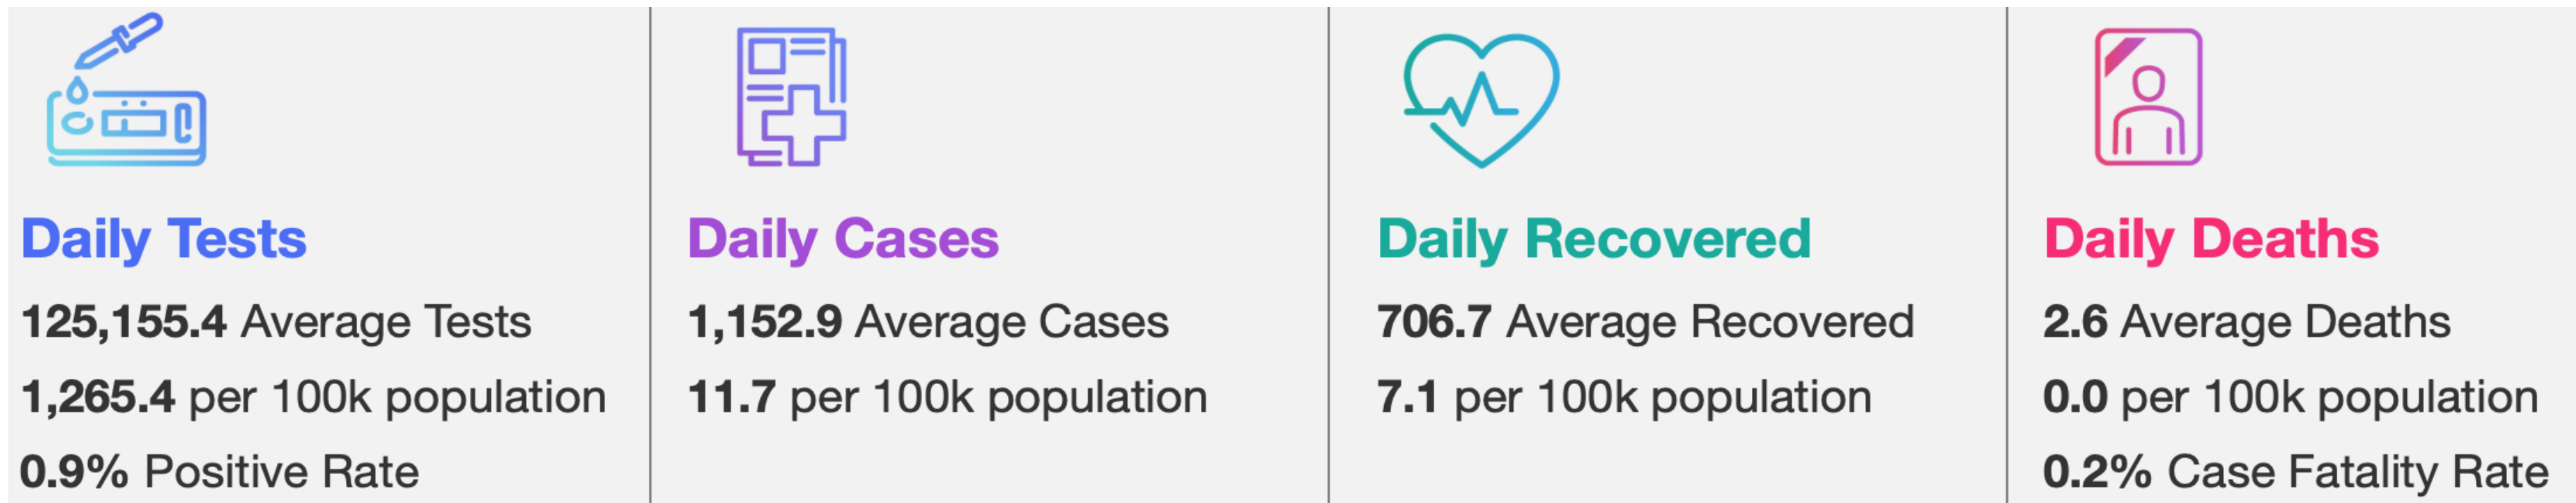 Daily Tests
125,155.4 Average Tests
1,265.4 per 100k population
0.9% Positive Rate
Daily Cases
1,152.9 Average Cases
11.7 per 100k population
Daily Recovered
706.7 Average Recovered
7.1 per 100k population
Daily Deaths
2.6 Average Deaths
0.0 per 100k population
0.2% Case Fatality Rate